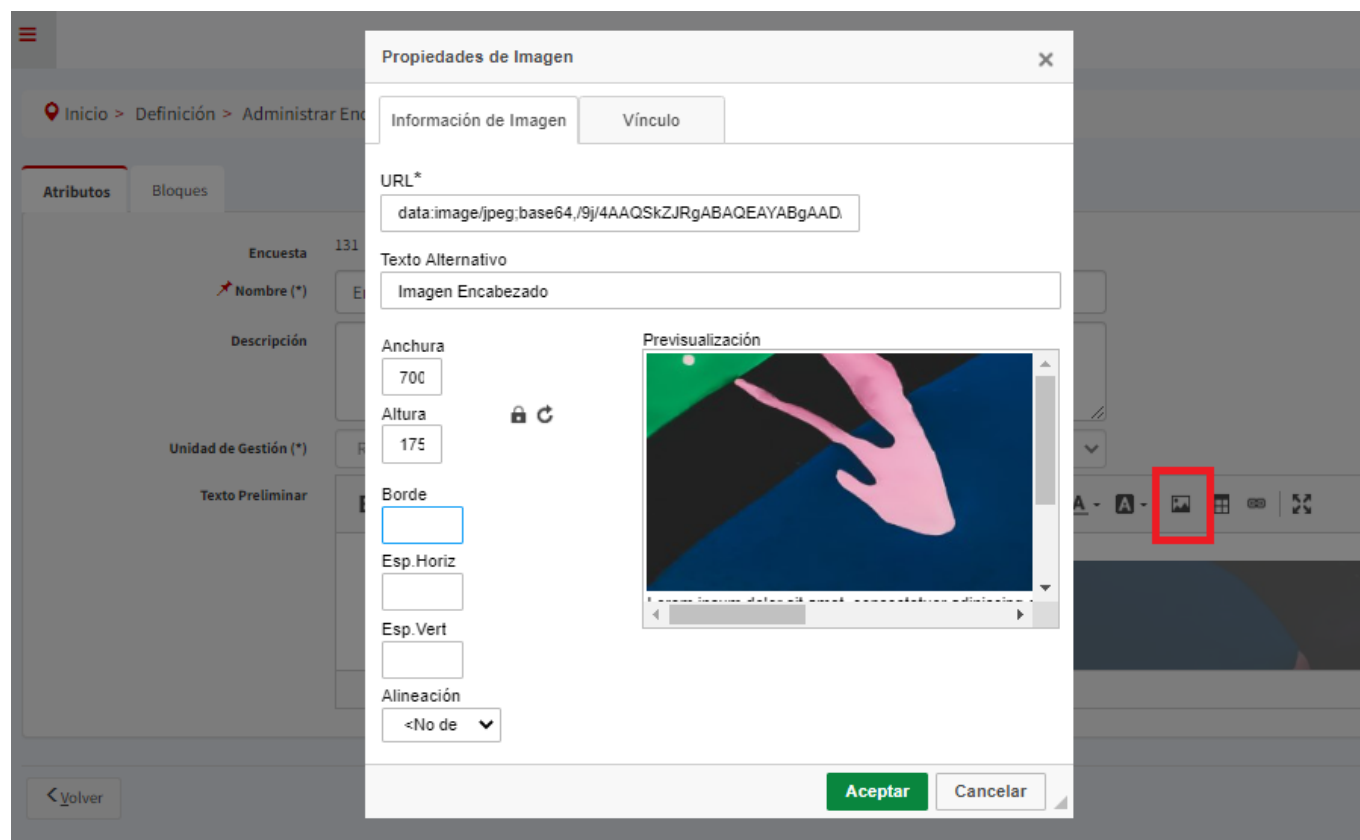 Propiedades de Imagen
Inicio > Definición > Administrar Enc
Información de Imagen Vínculo
Atributos Bloques
URL*
data:image/jpeg;base64,/9j/4AAQSkZJRgABAQEAYABgAAD
Encuesta 131
Texto Alternativo
Nombre (*)
Imagen Encabezado
Descripción
Anchura
Previsualización
700
Altura
175
Unidad de Gestión (*)
Texto Preliminar
Borde
A A
Esp.Horiz
Esp.Vert
Alineación
<No de
Aceptar Cancelar
Volver